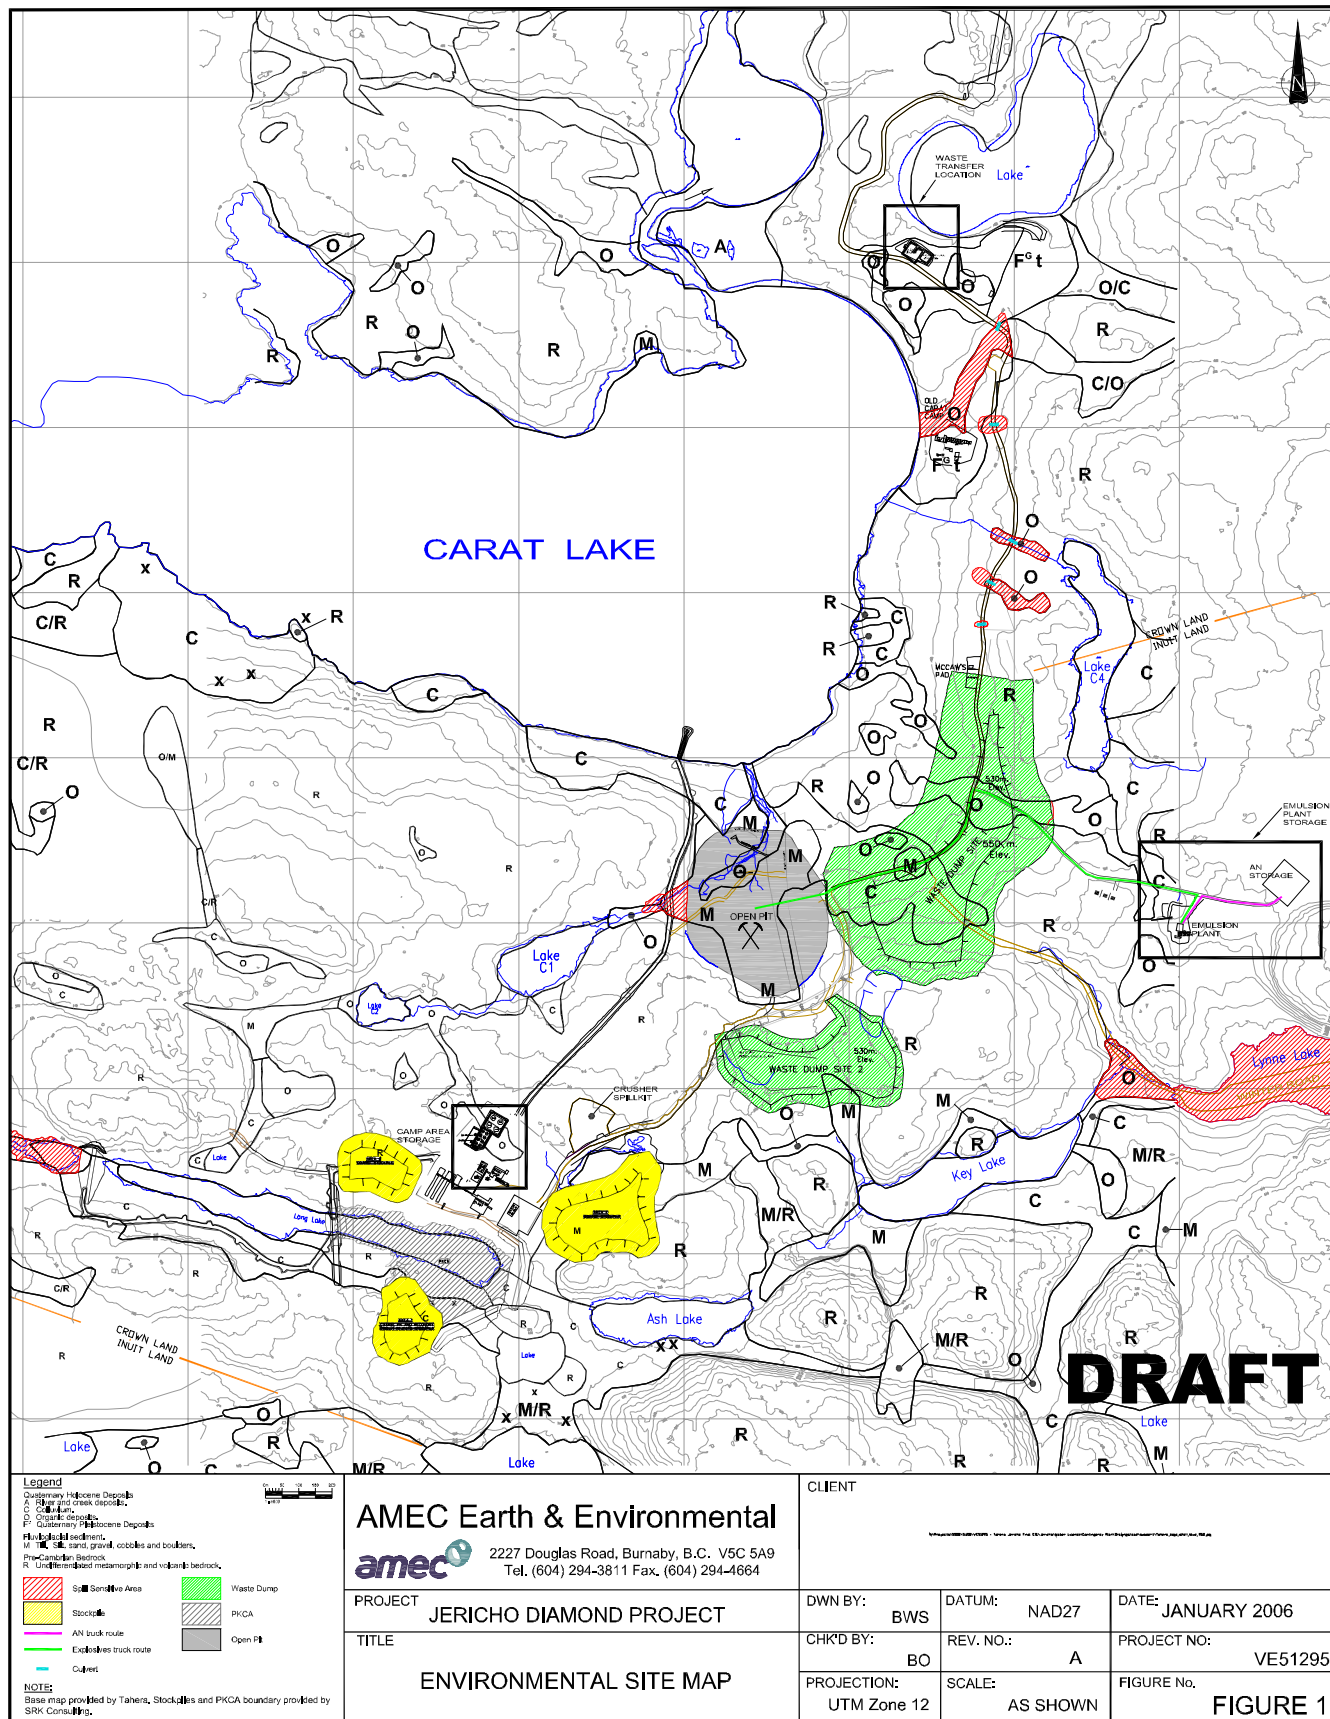 N
WASTE
TRANSFER
LOCATION
Lake
A
O
O
O
O
F G t
O
O
O
O/C
R
R
O
R
R
M
C/O
OLD
CARAT
CAMP
O
F G t
R
CARAT LAKE
O
C
R
x
O
C/R
C
x
R
R
C
R
C
CROWN LAND
INUIT LAND
x
x
C
O
MCCAW'S
PAD
Lake
C4
C
R
R
O
O
C/R
O/M
C
R
O
530m.
Elev.
C
O
R
C
M
O
O
EMULSION
PLANT
STORAGE
R
M
O
550 m.
Elev.
O
R
M
WASTE DUMP SITE
AN
STORAGE
C
R
O
C
C/R
M
OPEN PIT
R
EMULSION
PLANT
C
O
Lake
C1
O
O
C
M
O
C
R
M
R
530m.
Elev.
WASTE DUMP SITE 2
Lynne Lake
R
O
O
O
CRUSHER
SPILLKIT
O
M
M
C
CAMP AREA
STORAGE
O
R
M/R
C
Lake
R
M
R
Key Lake
O
C
Long Lake
M
M/R
M
C
C
M
R
R
R
R
C/R
C
R
CROWN LAND
INUIT LAND
C
Ash Lake
R
R
R
C
x x
M/R
R
Lake
O
DRAFT
R
R
R
x
M/R
x
x
O
R
R
C
Lake
Lake
O
C
M/R
Lake
R
R
M
Legend
Quaternary Holocene Deposits
A River and creek deposits.
C Colluvium.
O Organic deposits.
F Quaternary Pleistocene Deposits
Fluvioglacial sediment.
M Till, Silt, sand, gravel, cobbles and boulders.
Pre-Cambrian Bedrock
R Undifferentiated metamorphic and volcanic bedrock.
Spill Sensitive Area
Waste Dump
Stockpile
PKCA
AN truck route
Open Pit
Explosives truck route
Culvert
NOTE:
Base map provided by Tahera. Stockpiles and PKCA boundary provided by
SRK Consulting.
AMEC Earth & Environmental
amec
2227 Douglas Road, Burnaby, B.C. V5C 5A9
Tel. (604) 294-3811 Fax. (604) 294-4664
CLIENT
PROJECT
JERICHO DIAMOND PROJECT
TITLE
ENVIRONMENTAL SITE MAP
DWN BY:
BWS
DATUM:
NAD27
DATE:
JANUARY 2006
CHK'D BY:
BO
REV. NO.:
A
PROJECT NO:
VE51295
PROJECTION:
UTM Zone 12
SCALE:
AS SHOWN
FIGURE No.
FIGURE 1